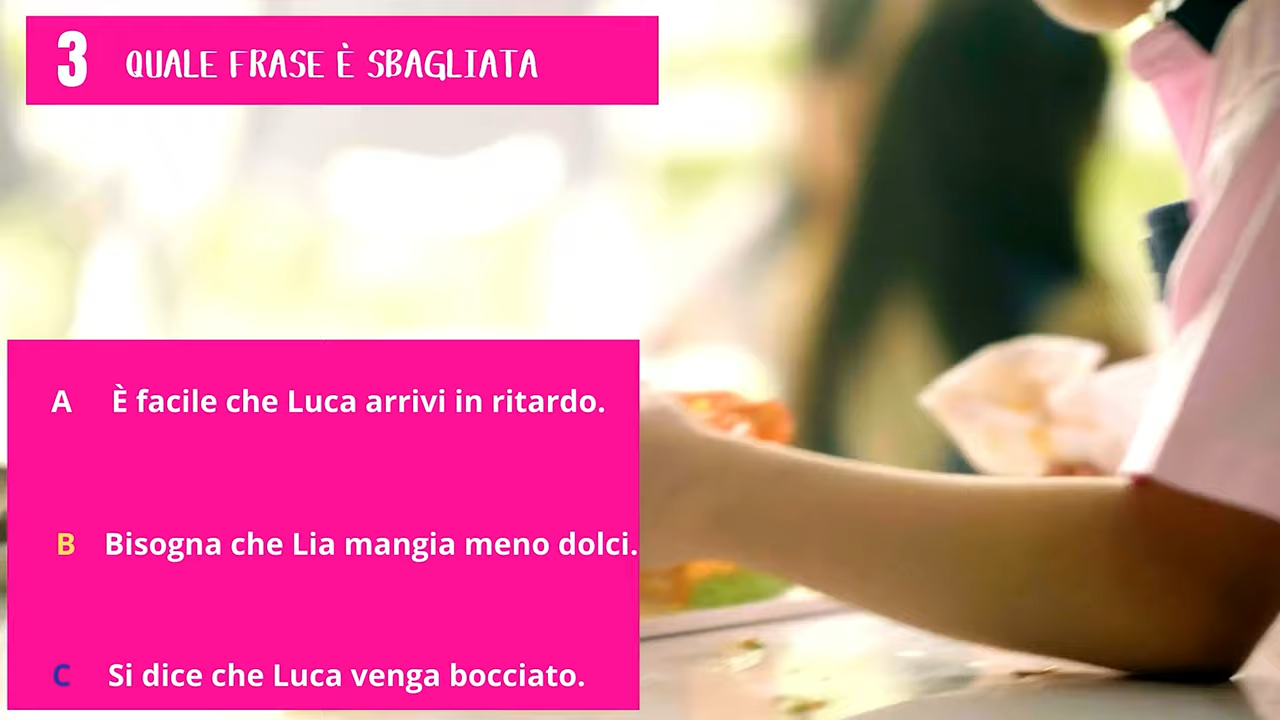 3 QUALE FRASE È SBAGLIATA
A È facile che Luca arrivi in ritardo.
B Bisogna che Lia mangia meno dolci.
C Si dice che Luca venga bocciato.